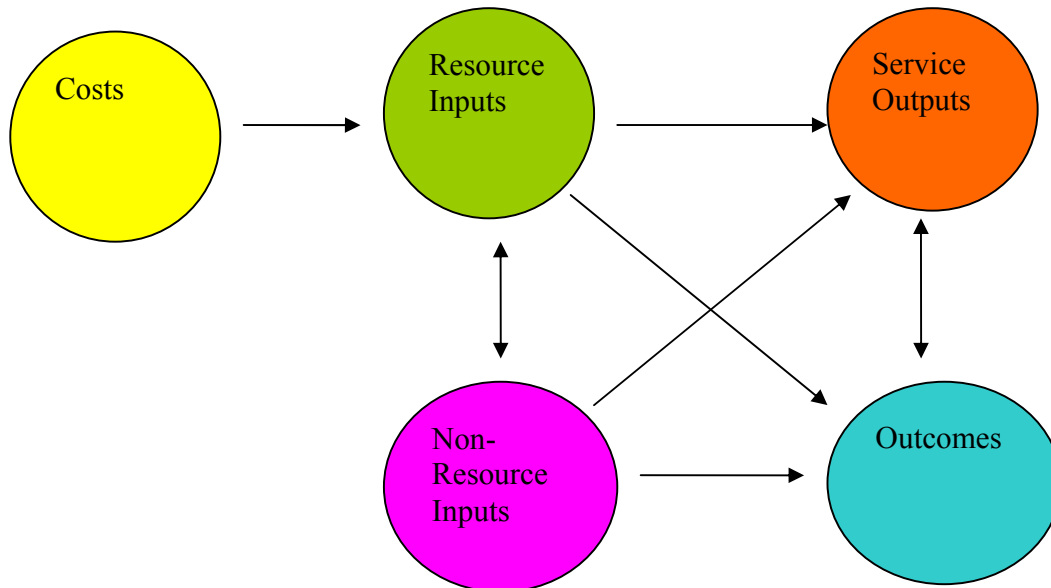 Costs
Resource
Inputs
Service
Outputs
Non-
Resource
Inputs
Outcomes